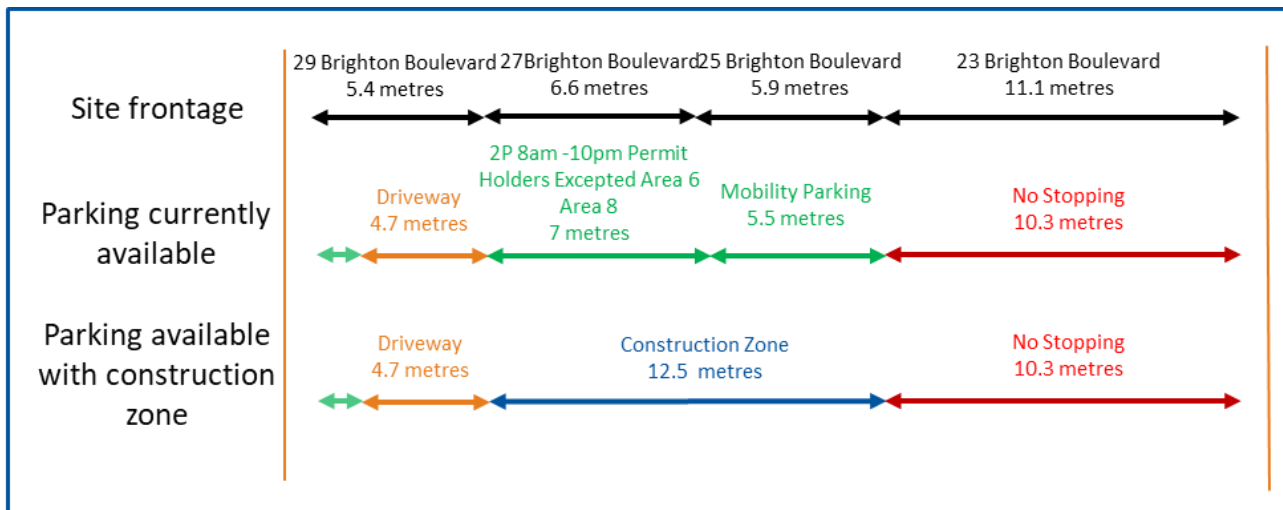 29 Brighton Boulevard
5.4 metres
27Brighton Boulevard
6.6 metres
25 Brighton Boulevard
5.9 metres
23 Brighton Boulevard
11.1 metres
Site frontage
2P 8am -10pm Permit
Holders Excepted Area 6
Area 8
7 metres
Driveway
4.7 metres
Mobility Parking
5.5 metres
No Stopping
10.3 metres
Parking currently
available
Parking available
with construction
zone
Driveway
4.7 metres
Construction Zone
12.5 metres
No Stopping
10.3 metres